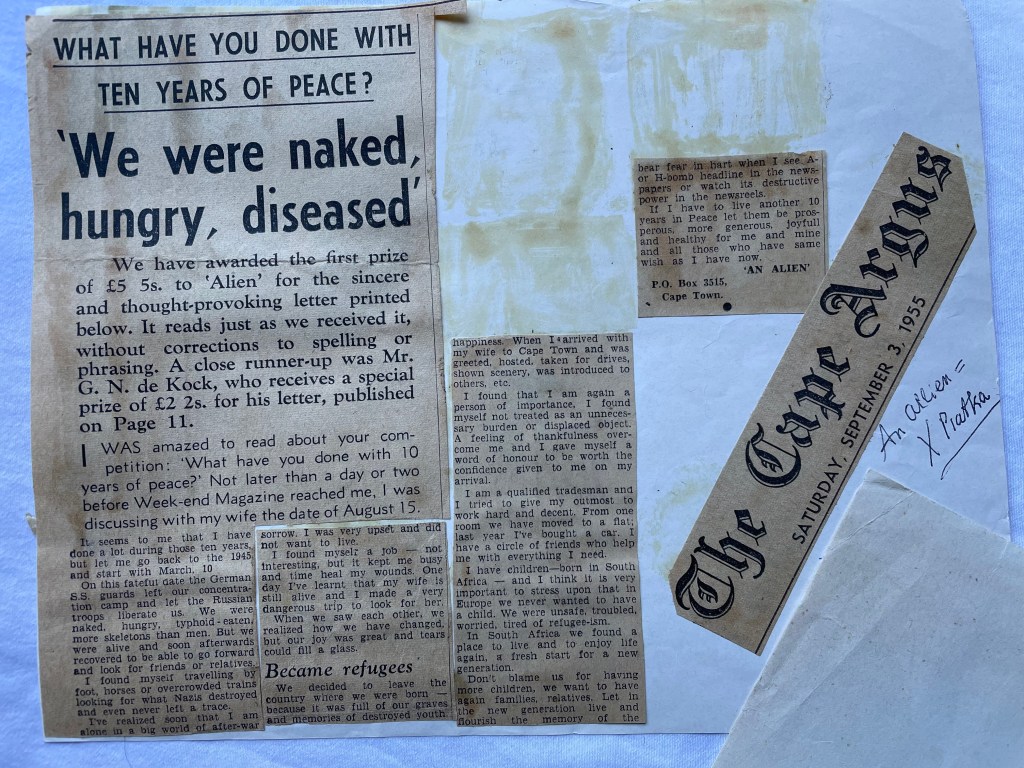 WHAT HAVE YOU DONE WITH
TEN YEARS OF PEACE?
'We were naked,
hungry, diseased'
We have awarded the first prize
of £5 5s. to 'Alien' for the sincere
and thought-provoking letter printed
below. It reads just as we received it,
without corrections to spelling or
phrasing. A close runner-up was Mr.
G. N. de Kock, who receives a special
prize of £2 2s. for his letter, published
on Page 11.
I WAS amazed to read about your com-
petition: 'What have you done with 10
years of peace?' Not later than a day or two
before Week-end Magazine reached me, I was
discussing with my wife the date of August 15.
It seems to me that I have
done a lot during those ten years,
but let me go back to the 1945
and start with March, 10
On this fateful date the German
S.S. guards left our concentra-
tion camp and let the Russian
troops liberate us. We were
naked, hungry, typhoid-eaten,
more skeletons than men. But we
were alive and soon afterwards
recovered to be able to go forward
and look for friends or relatives.
I found myself travelling by
foot, horses or overcrowded trains
looking for what Nazis destroyed
and even never left a trace.
I've realized soon that I am
alone in a big world of after-war
sorrow. I was very upset and did
not want to live.
I found myself a job — not
interesting, but it kept me busy
and time heal my wounds. One
day I've learnt that my wife is
still alive and I made a very
dangerous trip to look for her.
When we saw each other, we
realized how we have changed,
but our joy was great and tears
could fill a glass.
Became refugees
We decided to leave the
country where we were born —
because it was full of our graves
and memories of destroyed youth
happiness. When I arrived with
my wife to Cape Town and was
greeted, hosted, taken for drives,
shown scenery, was introduced to
others, etc.
I found that I am again a
person of importance, I found
myself not treated as an unneces-
sary burden or displaced object.
A feeling of thankfulness over-
come me and I gave myself a
word of honour to be worth the
confidence given to me on my
arrival.
I am a qualified tradesman and
I tried to give my outmost to
work hard and decent. From one
room we have moved to a flat;
last year I've bought a car. I
have a circle of friends who help
me with everything I need.
I have children—born in South
Africa — and I think it is very
important to stress upon that in
Europe we never wanted to have
a child. We were unsafe, troubled,
worried, tired of refugee-ism.
In South Africa we found a
place to live and to enjoy life
again, a fresh start for a new
generation.
Don't blame us for having
more children, we want to have
again families, relatives. Let in
the new generation live and
flourish the memory of the
bear fear in hart when I see A-
or H-bomb headline in the news-
papers or watch its destructive
power in the newsreels.
If I have to live another 10
years in Peace let them be pros-
perous, more generous, joyfull
and healthy for me and mine
and all those who have same
wish as I have now.
'AN ALIEN'
P.O. Box 3515,
Cape Town.
The Cape Argus
SATURDAY, SEPTEMBER 3, 1955
An allien =
X Piatka